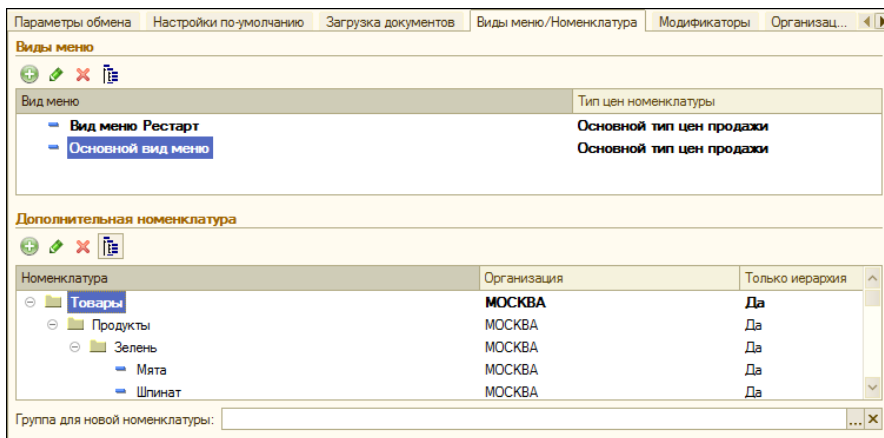 Параметры обмена Настройки по-умолчанию Загрузка документов Виды меню/Номенклатура Модификаторы Организац...
Виды меню
Вид меню Тип цен номенклатуры
Вид меню Рестарт Основной тип цен продажи
Основной вид меню Основной тип цен продажи
Дополнительная номенклатура
Номенклатура Организация Только иерархия
Товары МОСКВА Да
Продукты МОСКВА Да
Зелень МОСКВА Да
Мята МОСКВА Да
Шпинат МОСКВА Да
Группа для новой номенклатуры: ...